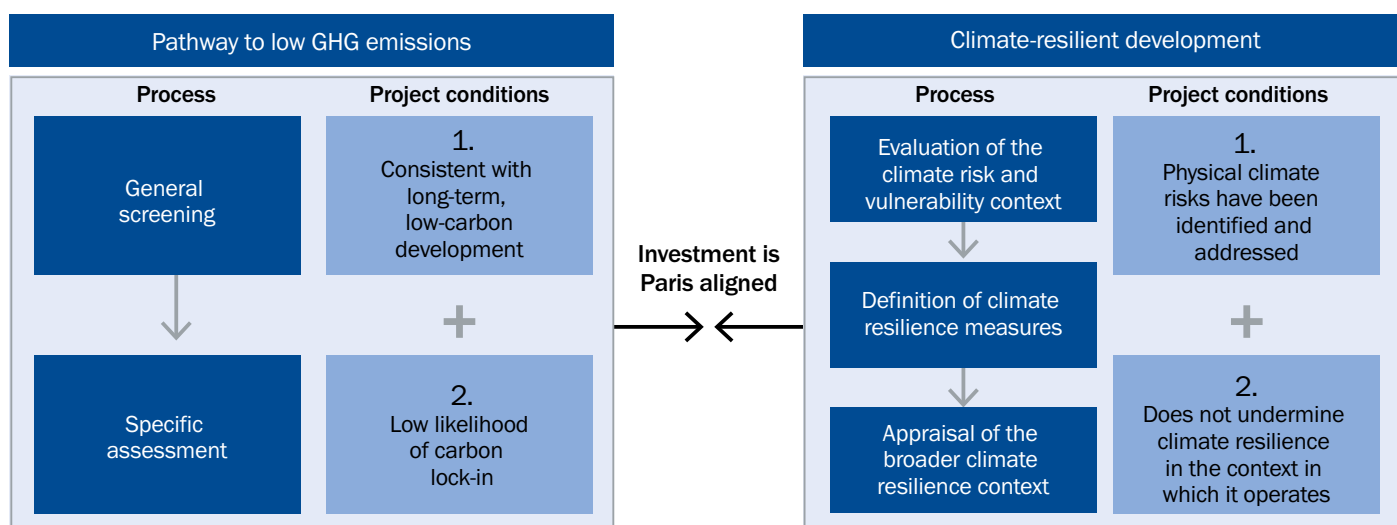 Pathway to low GHG emissions
Process
Project conditions
General
screening
1.
Consistent with
long-term,
low-carbon
development
+
Specific
assessment
2.
Low likelihood
of carbon
lock-in
Investment is
Paris aligned
Climate-resilient development
Process
Project conditions
Evaluation of the
climate risk and
vulnerability context
Definition of climate
resilience measures
Appraisal of the
broader climate
resilience context
1.
Physical climate
risks have been
identified and
addressed
+
2.
Does not undermine
climate resilience
in the context in
which it operates